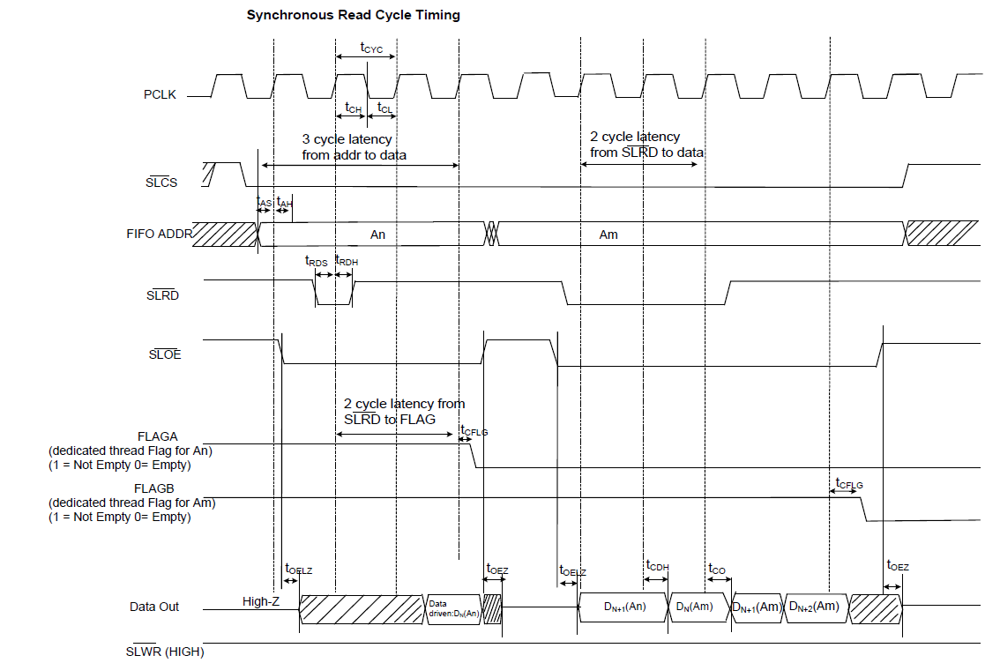 Synchronous Read Cycle Timing
tCYC
PCLK
tCH
tCL
3 cycle latency
from addr to data
2 cycle latency
from SLRD to data
SLCS
tAS
tAH
FIFO ADDR
An
Am
tRDS
tRDH
SLRD
SLOE
2 cycle latency from
SLRD to FLAG
tCFLG
FLAGA
(dedicated thread Flag for An)
(1 = Not Empty 0= Empty)
FLAGB
(dedicated thread Flag for Am)
(1 = Not Empty 0= Empty)
tCFLG
tOELZ
tOEZ
tOELZ
tCDH
tCO
tOEZ
Data Out
High-Z
Data
driven:DN(An)
DN+1(An)
DN(Am)
DN+1(Am)
DN+2(Am)
SLWR (HIGH)